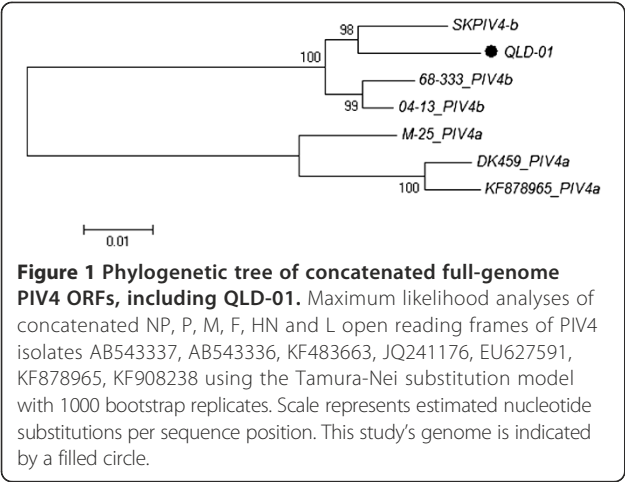 98
SKPIV4-b
QLD-01
100
68-333_PIV4b
99
04-13_PIV4b
M-25_PIV4a
DK459_PIV4a
100
KF878965_PIV4a
0.01
Figure 1 Phylogenetic tree of concatenated full-genome
PIV4 ORFs, including QLD-01. Maximum likelihood analyses of
concatenated NP, P, M, F, HN and L open reading frames of PIV4
isolates AB543337, AB543336, KF483663, JQ241176, EU627591,
KF878965, KF908238 using the Tamura-Nei substitution model
with 1000 bootstrap replicates. Scale represents estimated nucleotide
substitutions per sequence position. This study's genome is indicated
by a filled circle.